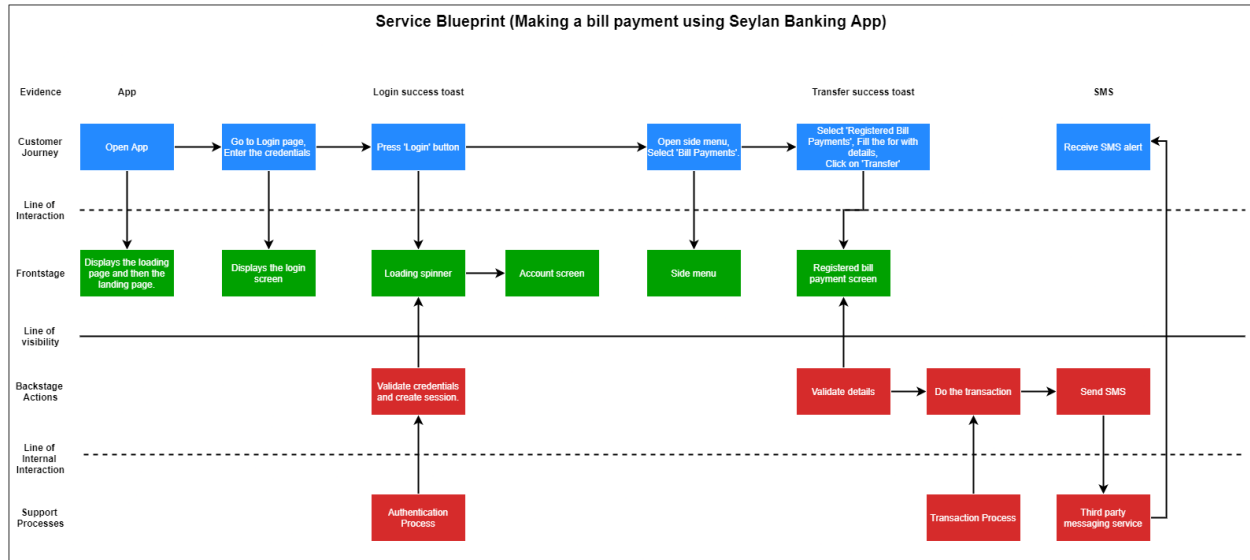 Service Blueprint (Making a bill payment using Seylan Banking App)
Evidence
App
Login success toast
Transfer success toast
SMS
Customer
Journey
Open App
Go to Login page,
Enter the credentials
Press 'Login' button
Open side menu,
Select 'Bill Payments'.
Select 'Registered Bill
Payments', Fill the for with
details,
Click on 'Transfer'
Receive SMS alert
Line of
Interaction
Frontstage
Displays the loading
page and then the
landing page.
Displays the login
screen
Loading spinner
Account screen
Side menu
Registered bill
payment screen
Line of
visibility
Backstage
Actions
Validate credentials
and create session.
Validate details
Do the transaction
Send SMS
Line of
Internal
Interaction
Support
Processes
Authentication
Process
Transaction Process
Third party
messaging service